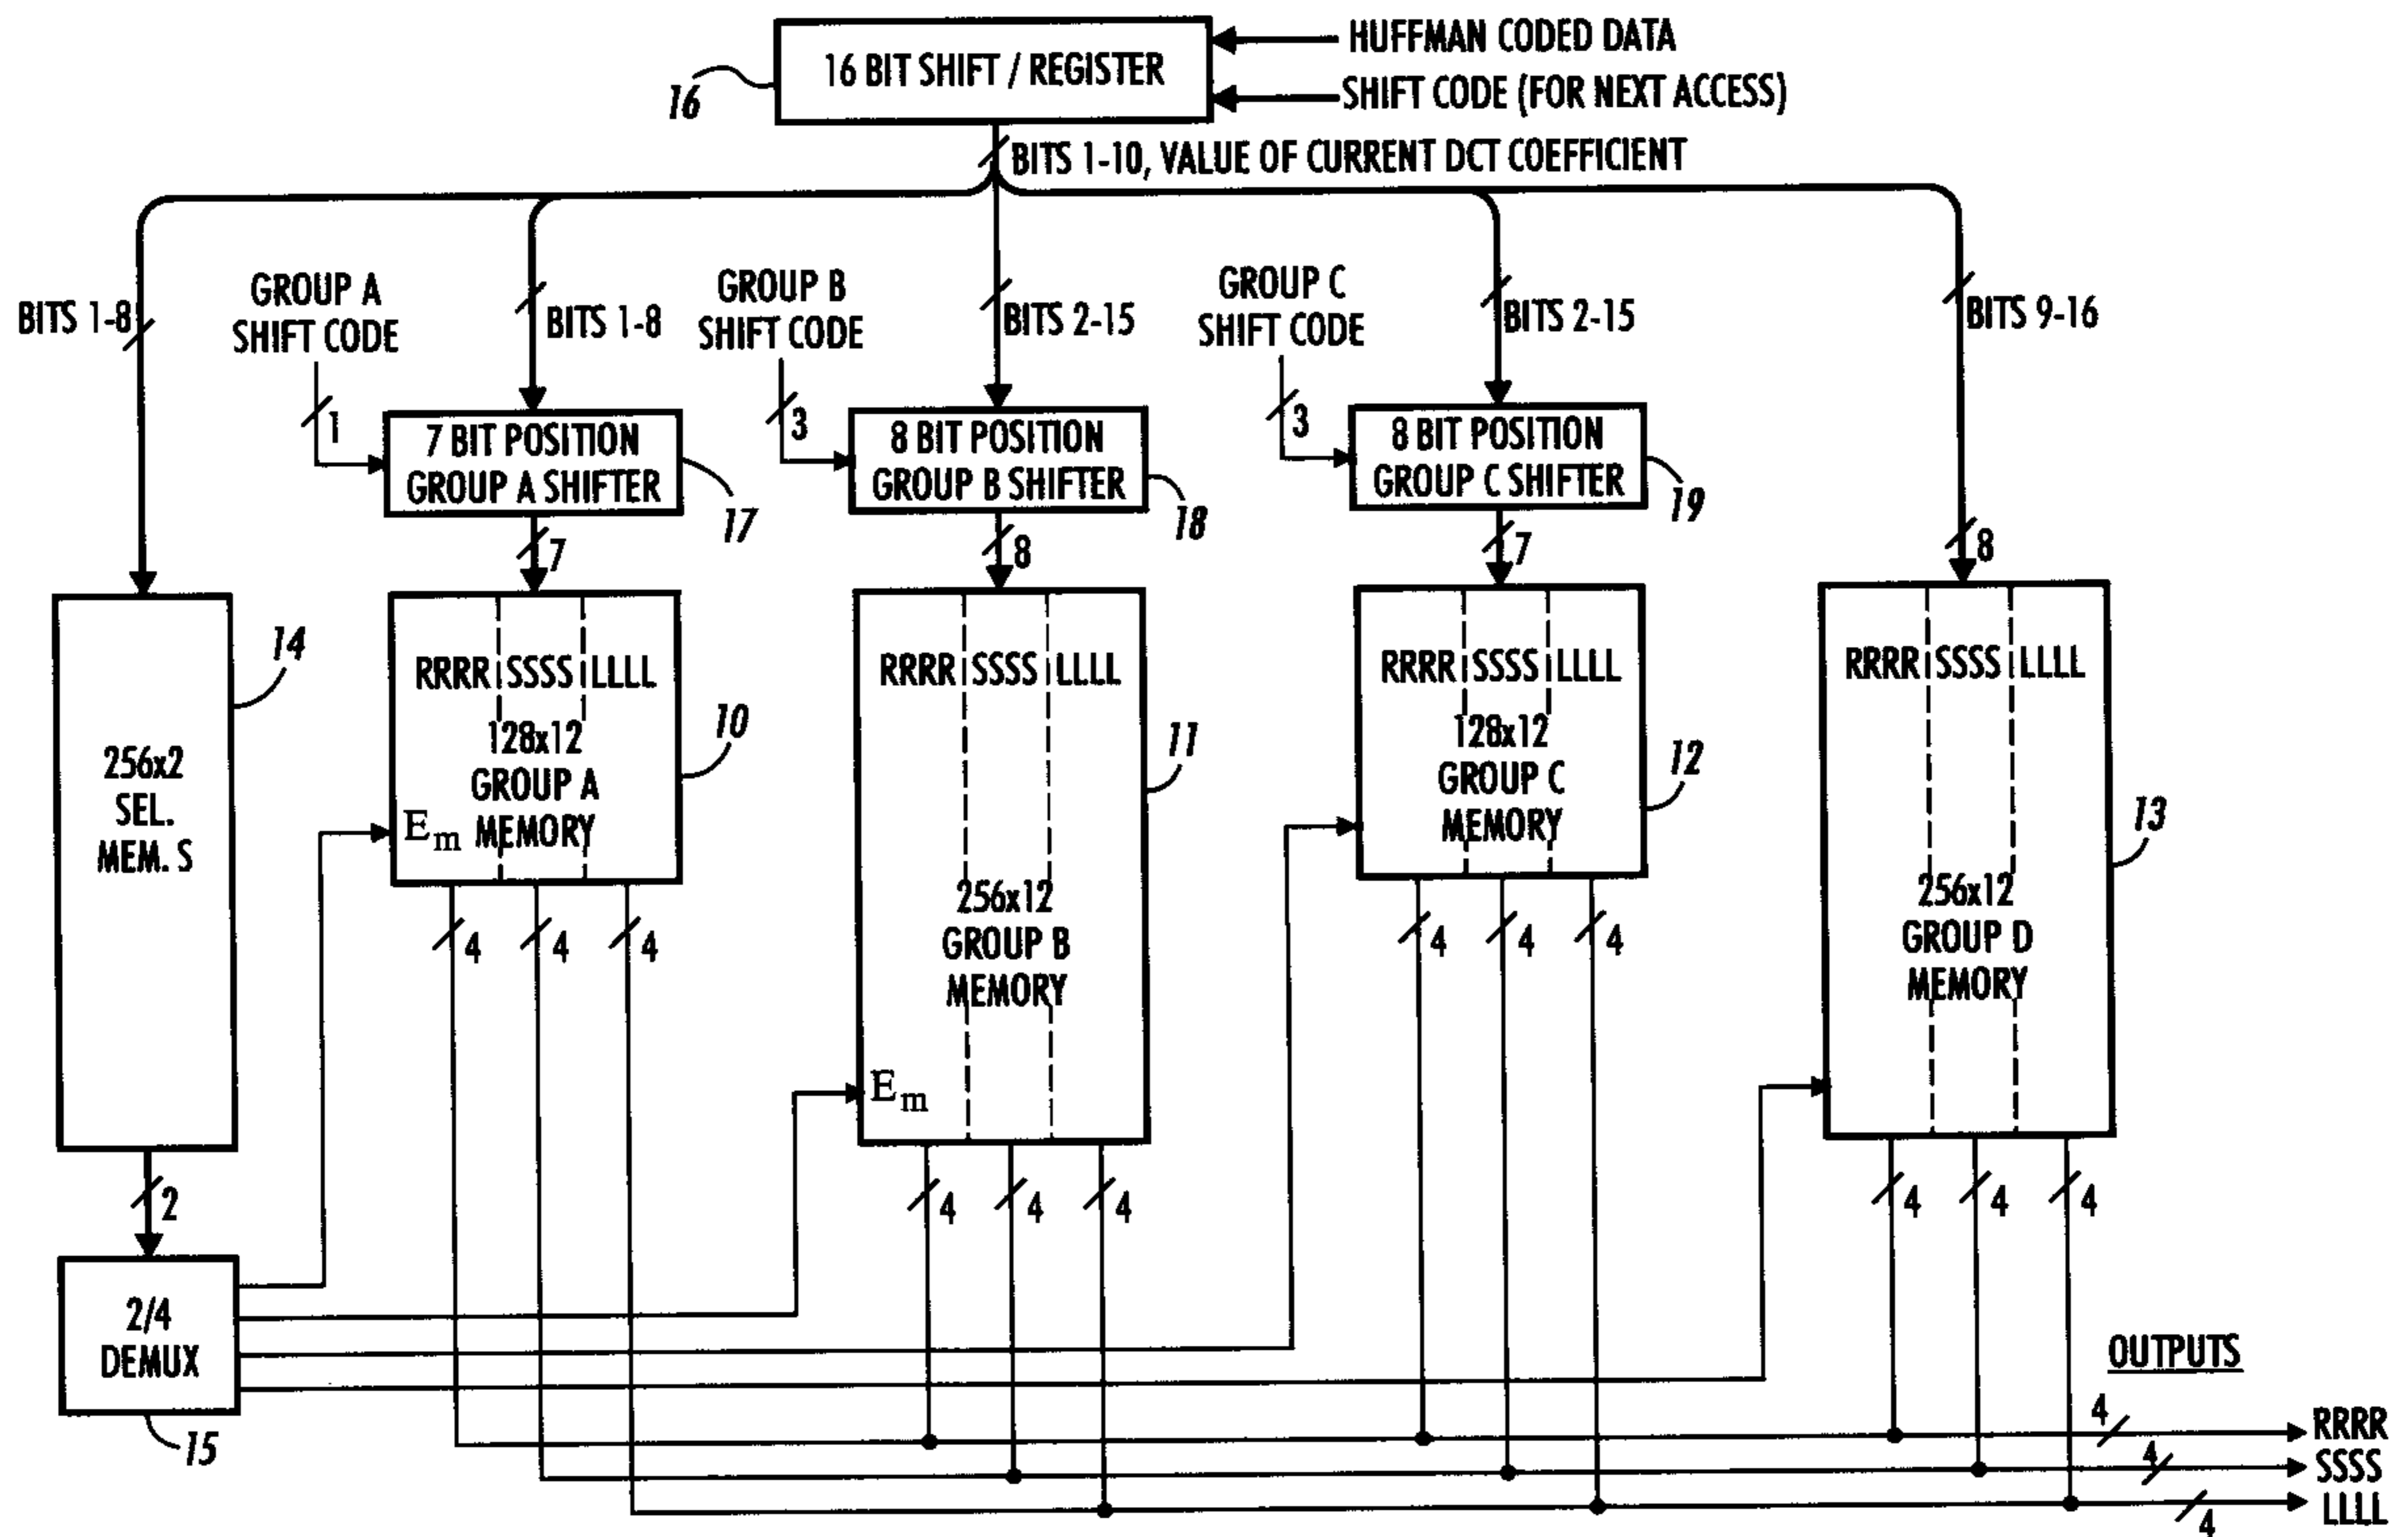 16 BIT SHIFT / REGISTER
HUFFMAN CODED DATA
SHIFT CODE (FOR NEXT ACCESS)
16
BITS 1-10, VALUE OF CURRENT DCT COEFFICIENT
BITS 1-8
GROUP A
SHIFT CODE
1
BITS 1-8
GROUP B
SHIFT CODE
3
BITS 2-15
GROUP C
SHIFT CODE
3
BITS 2-15
BITS 9-16
7 BIT POSITION
GROUP A SHIFTER
17
8 BIT POSITION
GROUP B SHIFTER
18
8 BIT POSITION
GROUP C SHIFTER
19
7
8
7
8
256x2
SEL.
MEM. S
14
RRRR SSSS LLLL
128x12
GROUP A
MEMORY
Em
10
RRRR SSSS LLLL
256x12
GROUP B
MEMORY
Em
11
RRRR SSSS LLLL
128x12
GROUP C
MEMORY
12
RRRR SSSS LLLL
256x12
GROUP D
MEMORY
13
4 4 4
4 4 4
4 4 4
4 4 4
2
2/4
DEMUX
15
OUTPUTS
4 RRRR
4 SSSS
4 LLLL